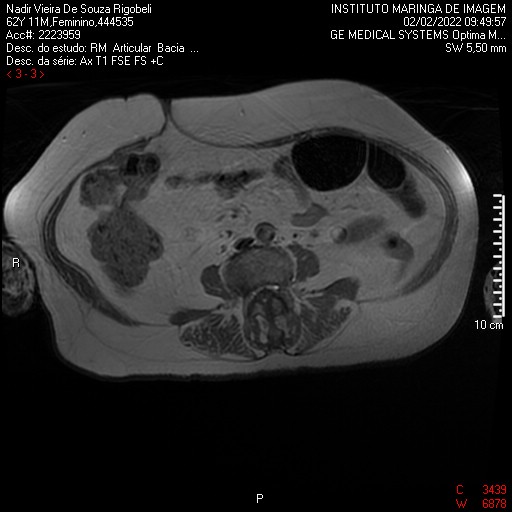 Nadir Vieira De Souza Rigobeli
62Y 11M,Feminino,444535
Acc#: 2223959
Desc. do estudo: RM Articular Bacia ...
Desc. da série: Ax T1 FSE FS +C
< 3 - 3 >
INSTITUTO MARINGA DE IMAGEM
02/02/2022 09:49:57
GE MEDICAL SYSTEMS Optima M...
SW 5,50 mm
R
10 cm
P
C 3439
W 6878